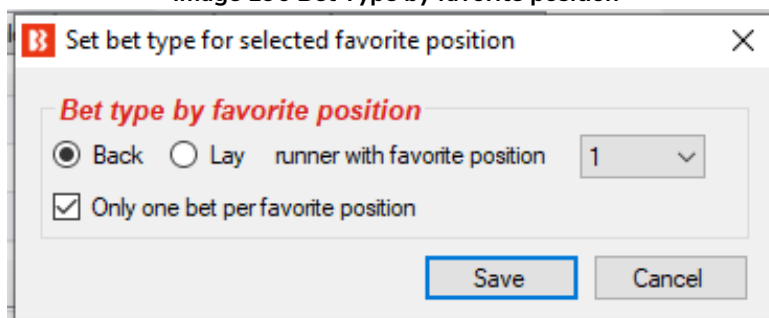 Set bet type for selected favorite position
Bet type by favorite position
Back Lay runner with favorite position 1
Only one bet per favorite position
Save Cancel